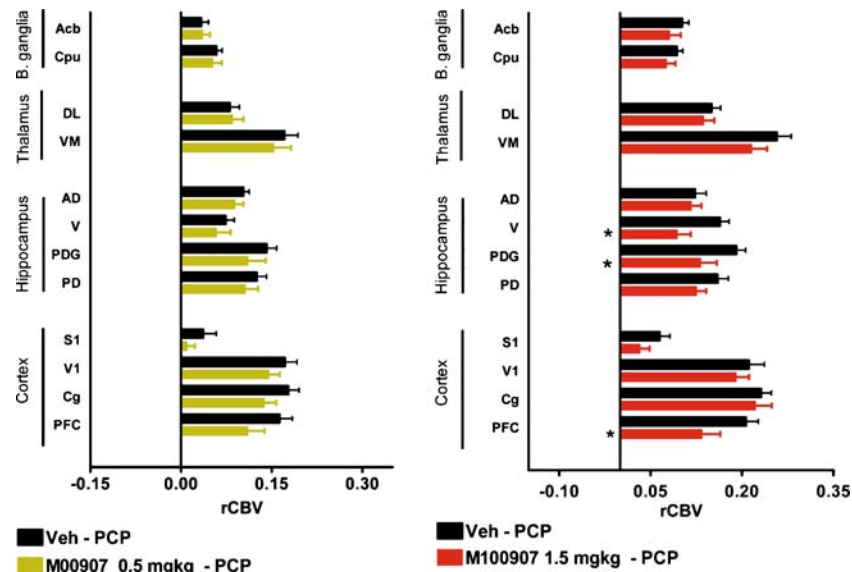 B. ganglia
Acb
Cpu
Thalamus
DL
VM
Hippocampus
AD
V
PDG
PD
Cortex
S1
V1
Cg
PFC
-0.15 0.00 0.15 0.30
rCBV
Veh - PCP
M00907 0.5 mgkg - PCP
B. ganglia
Acb
Cpu
Thalamus
DL
VM
Hippocampus
AD
V
*
PDG
*
PD
Cortex
S1
V1
Cg
PFC
*
-0.10 0.05 0.20 0.35
rCBV
Veh - PCP
M100907 1.5 mgkg - PCP